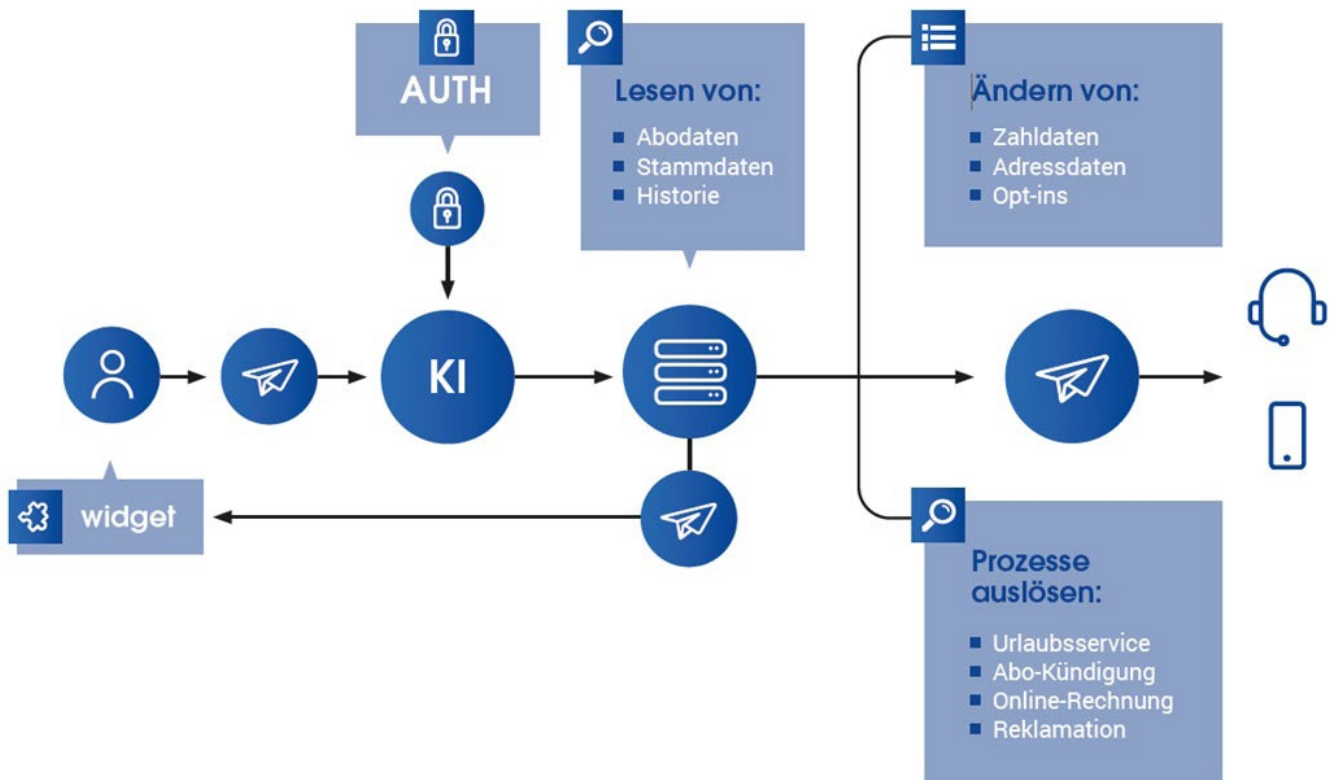 AUTH
Lesen von:
Abodaten
Stammdaten
Historie
Ändern von:
Zahldaten
Adressdaten
Opt-ins
KI
widget
Prozesse
auslösen:
Urlaubsservice
Abo-Kündigung
Online-Rechnung
Reklamation